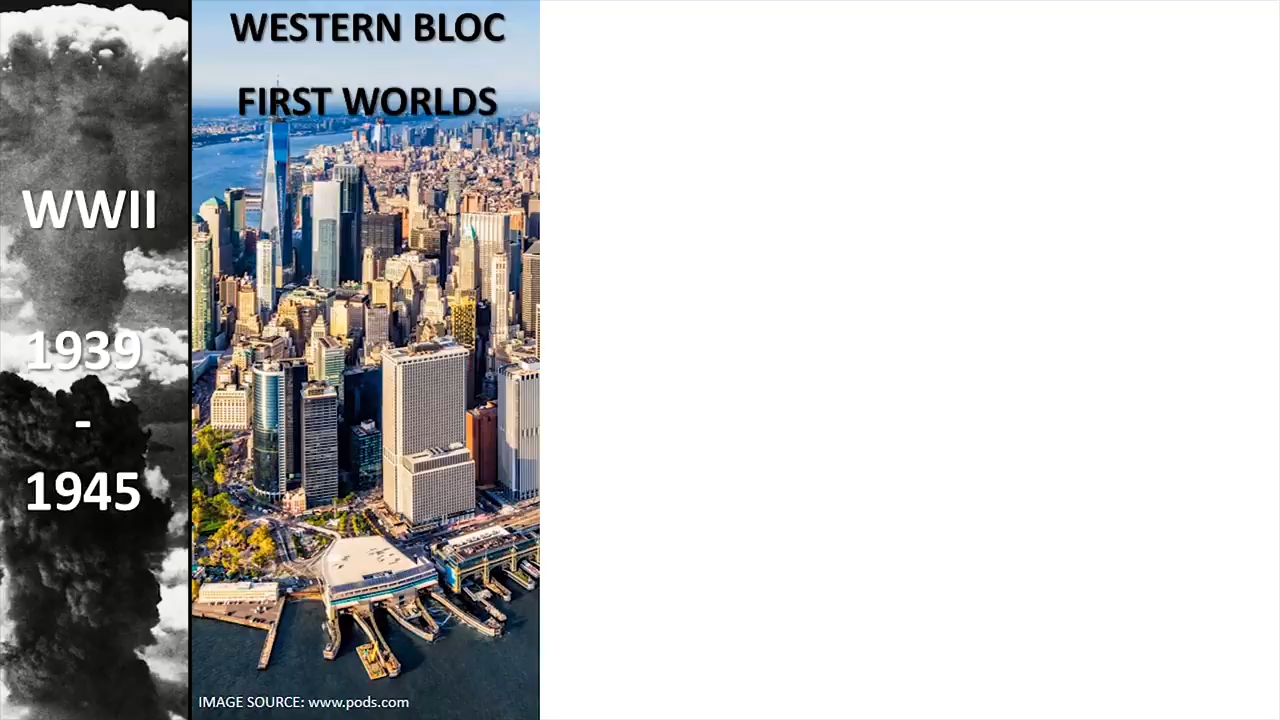 WWII
1939
-
1945
WESTERN BLOC
FIRST WORLDS
IMAGE SOURCE: www.pods.com